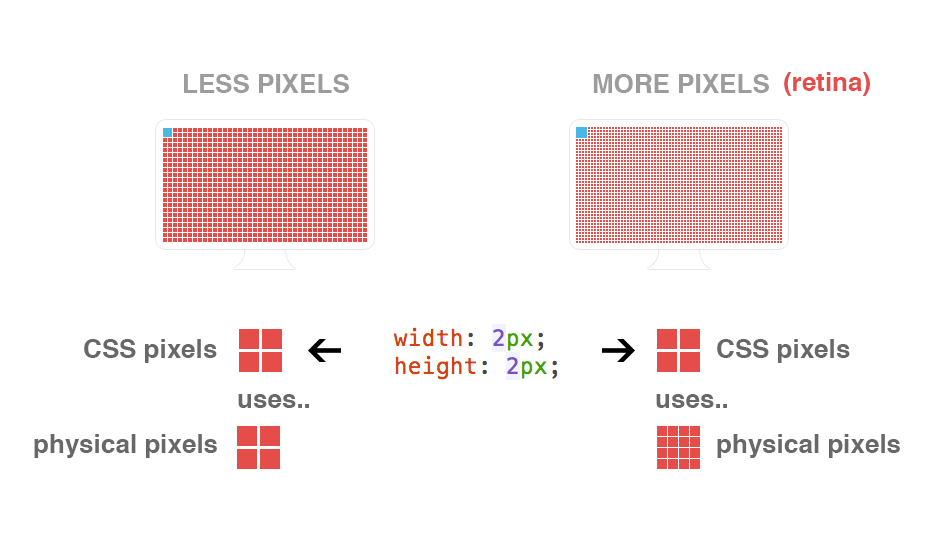 LESS PIXELS
MORE PIXELS (retina)
CSS pixels
width: 2px;
height: 2px;
CSS pixels
uses..
uses..
physical pixels
physical pixels